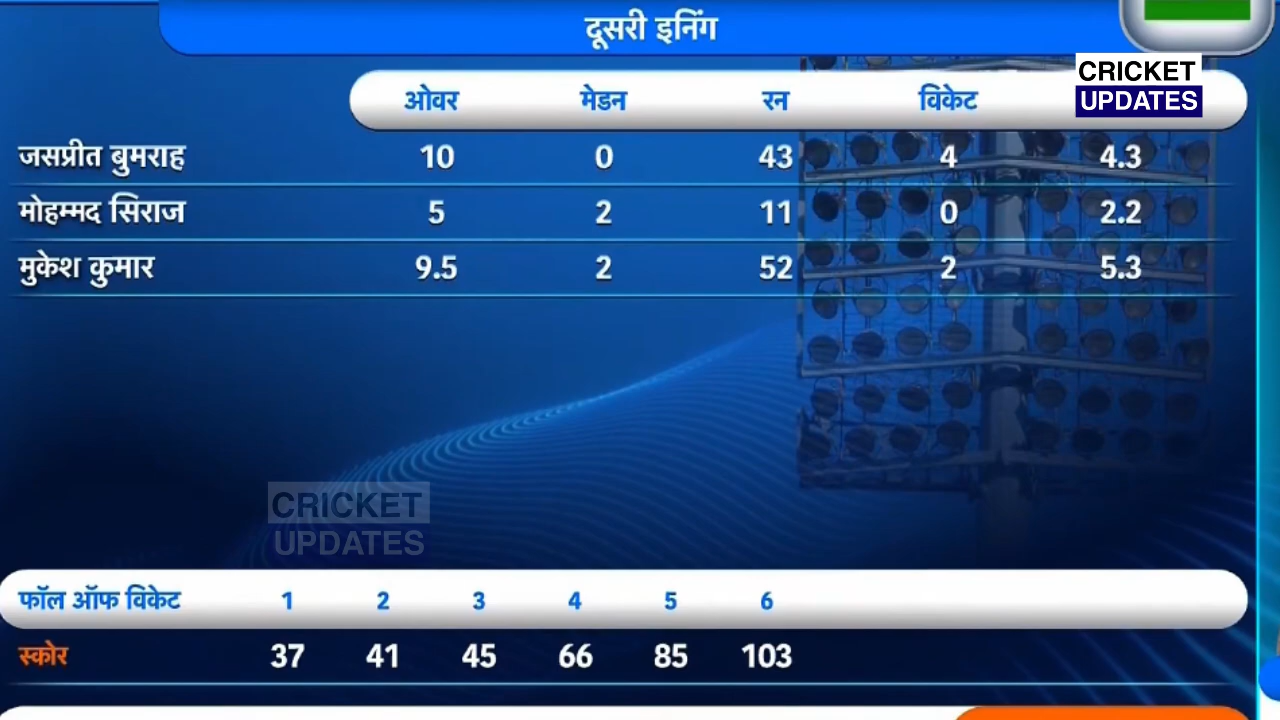 दूसरी इनिंग
ओवर मेडन रन विकेट
CRICKET
UPDATES
जसप्रीत बुमराह 10 0 43 4 4.3
मोहम्मद सिराज 5 2 11 0 2.2
मुकेश कुमार 9.5 2 52 2 5.3
CRICKET
UPDATES
फॉल ऑफ विकेट 1 2 3 4 5 6
स्कोर 37 41 45 66 85 103